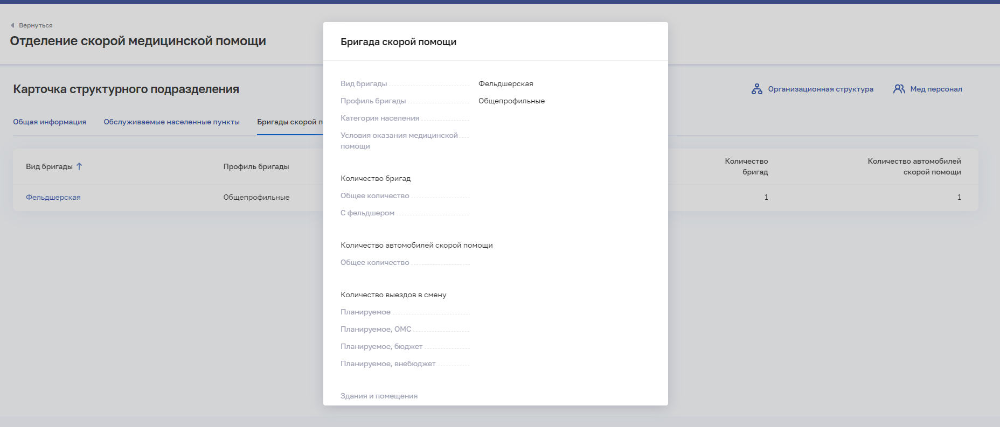 Вернуться
Отделение скорой медицинской помощи
Карточка структурного подразделения
Организационная структура
Мед персонал
Общая информация
Обслуживаемые населенные пункты
Бригады скорой
Вид бригады
Профиль бригады
Количество
бригад
Количество автомобилей
скорой помощи
Фельдшерская
Общепрофильные
1
1
Бригада скорой помощи
Вид бригады
Фельдшерская
Профиль бригады
Общепрофильные
Категория населения
Условия оказания медицинской
помощи
Количество бригад
Общее количество
С фельдшером
Количество автомобилей скорой помощи
Общее количество
Количество выездов в смену
Планируемое
Планируемое, ОМС
Планируемое, бюджет
Планируемое, внебюджет
Здания и помещения